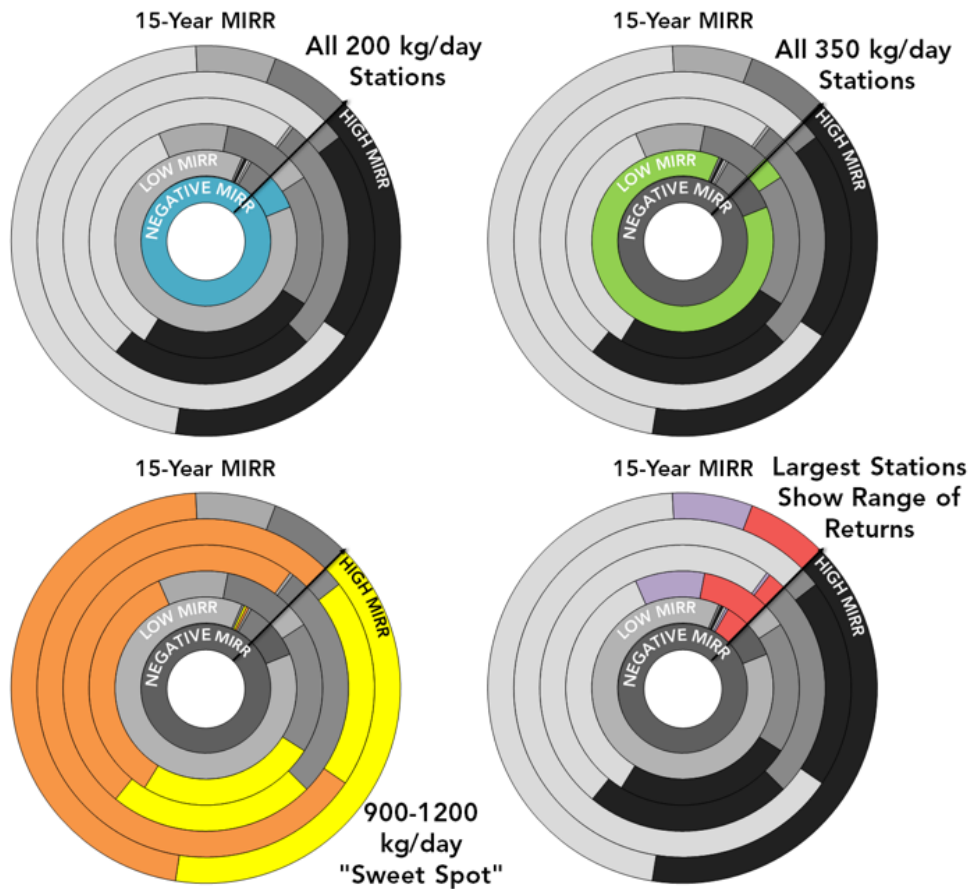 15-Year MIRR
All 200 kg/day
Stations
HIGH MIRR
LOW MIRR
NEGATIVE MIRR
15-Year MIRR
All 350 kg/day
Stations
HIGH MIRR
LOW MIRR
NEGATIVE MIRR
15-Year MIRR
HIGH MIRR
LOW MIRR
NEGATIVE MIRR
900-1200
kg/day
"Sweet Spot"
15-Year MIRR
Largest Stations
Show Range of
Returns
HIGH MIRR
LOW MIRR
NEGATIVE MIRR